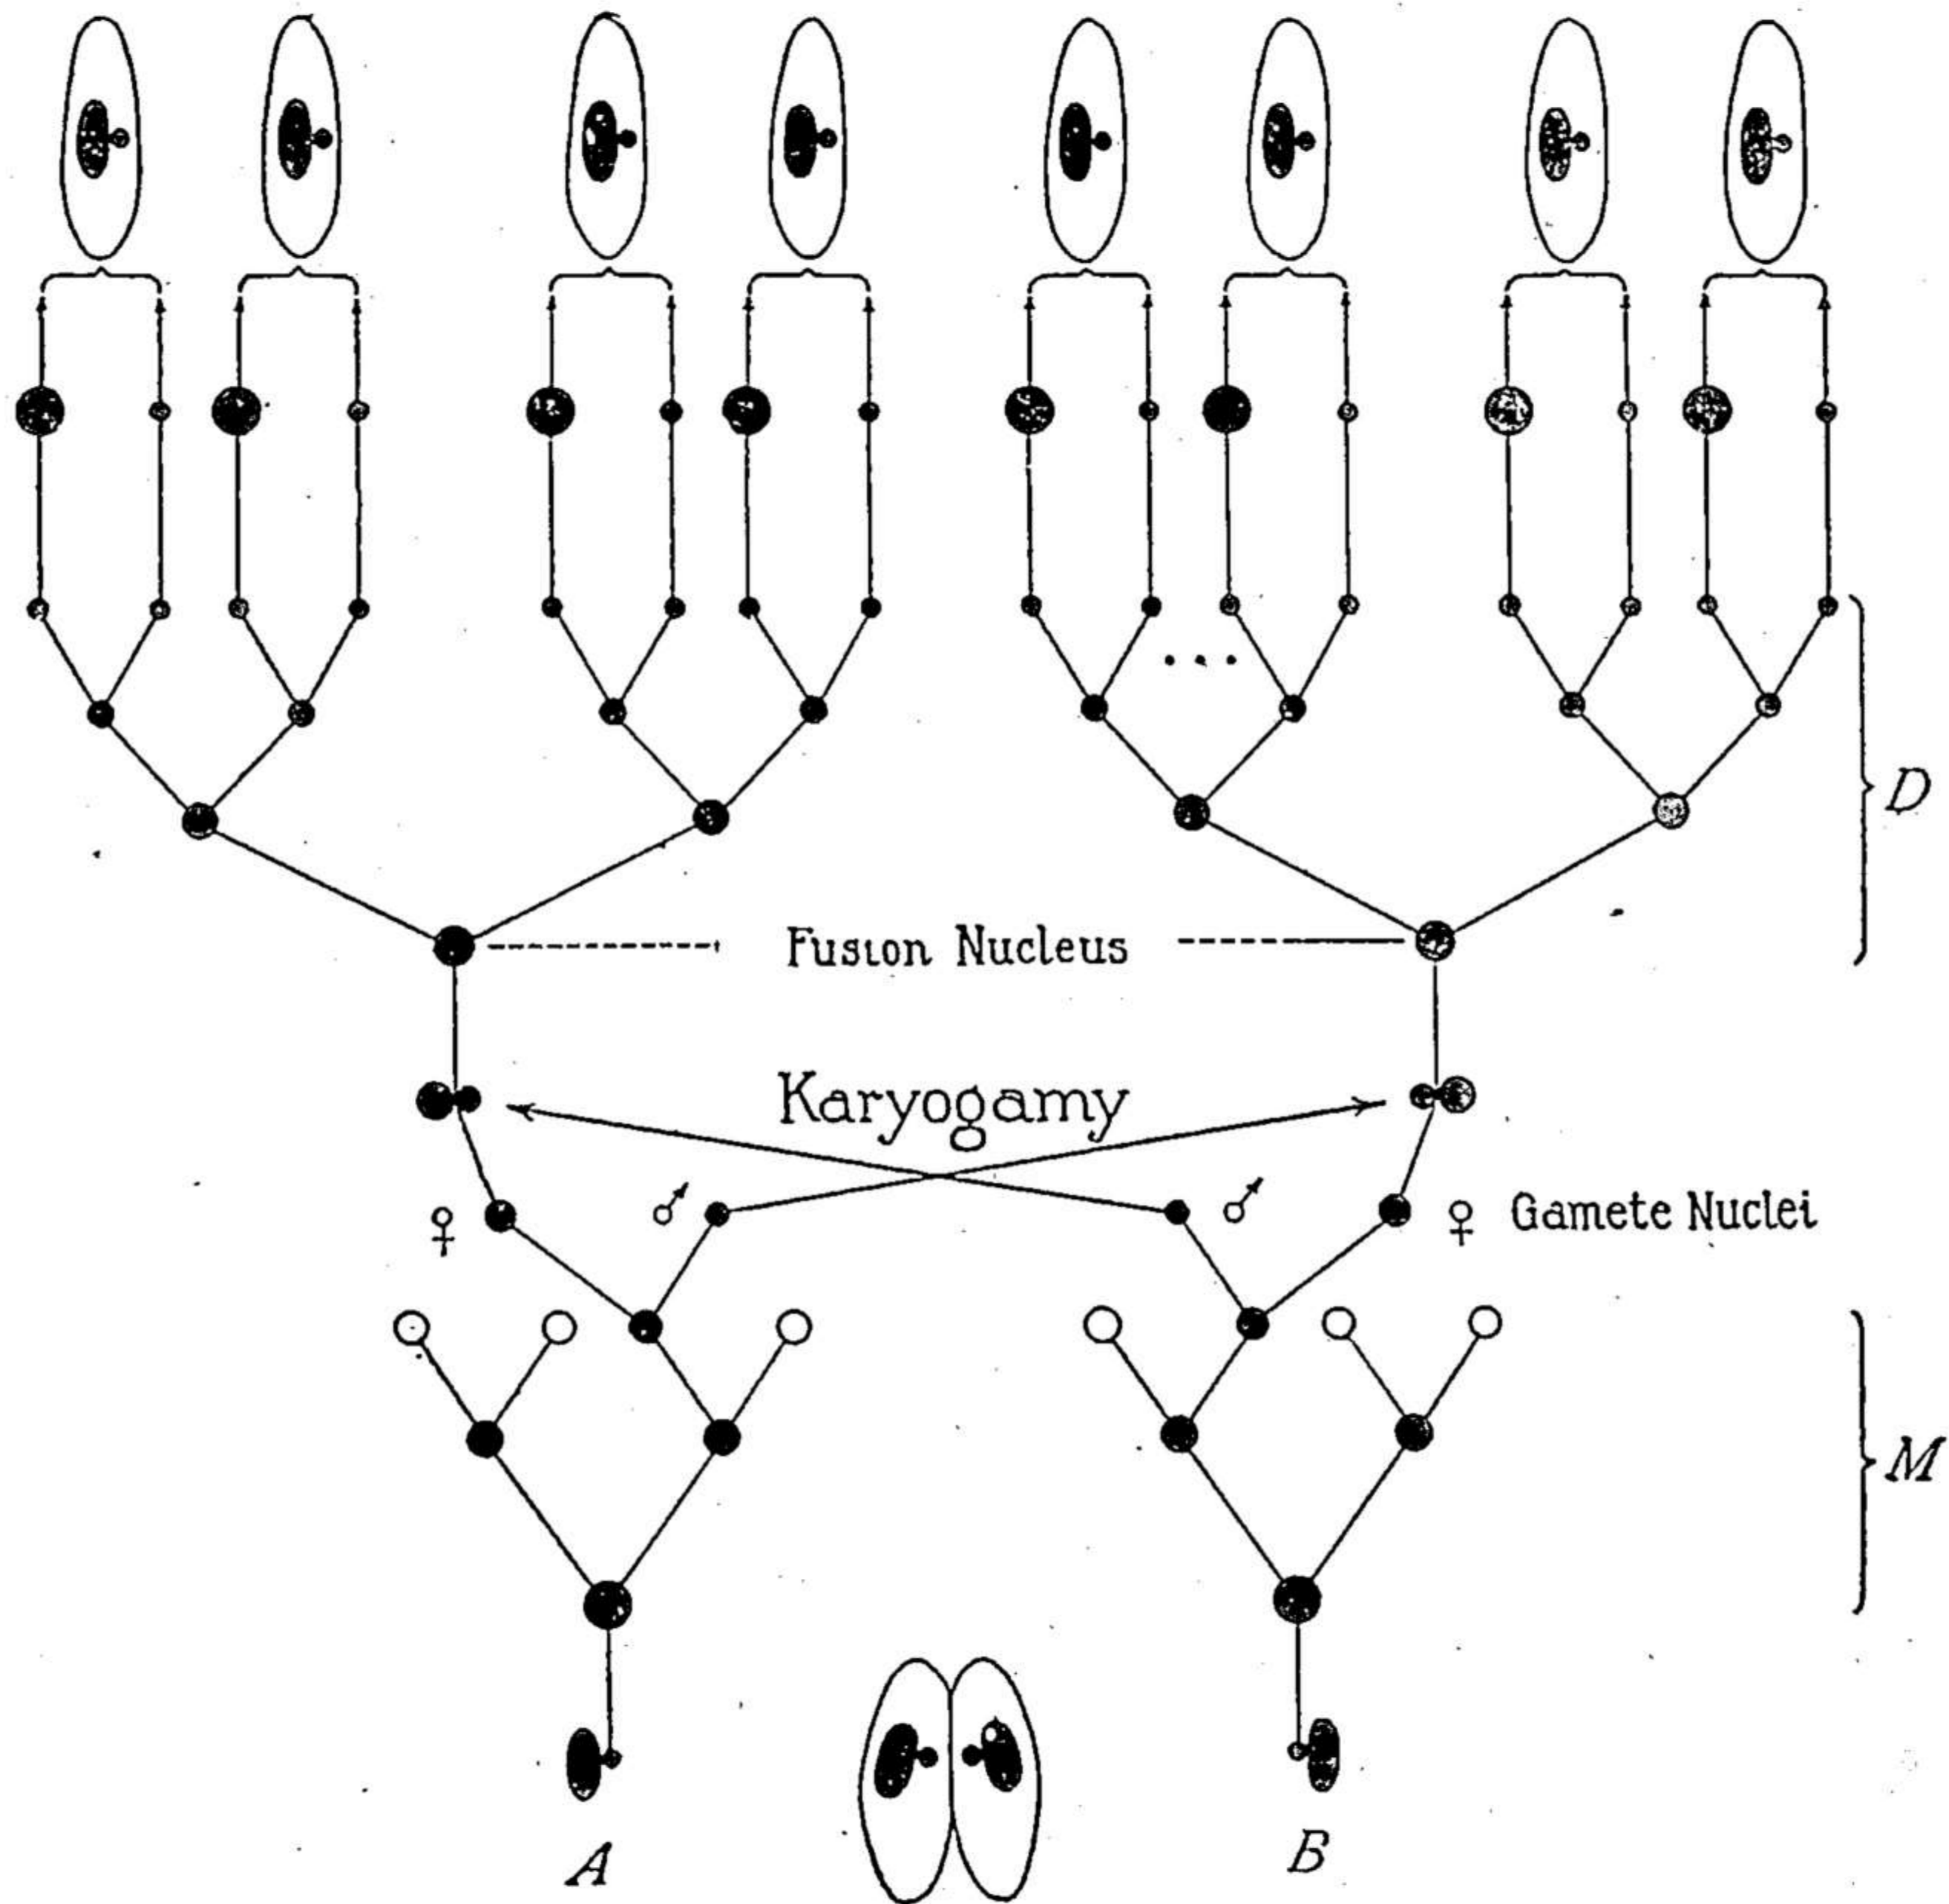 D
Fusion Nucleus
Karyogamy
♀ ♂ ♂ ♀ Gamete Nuclei
M
A B